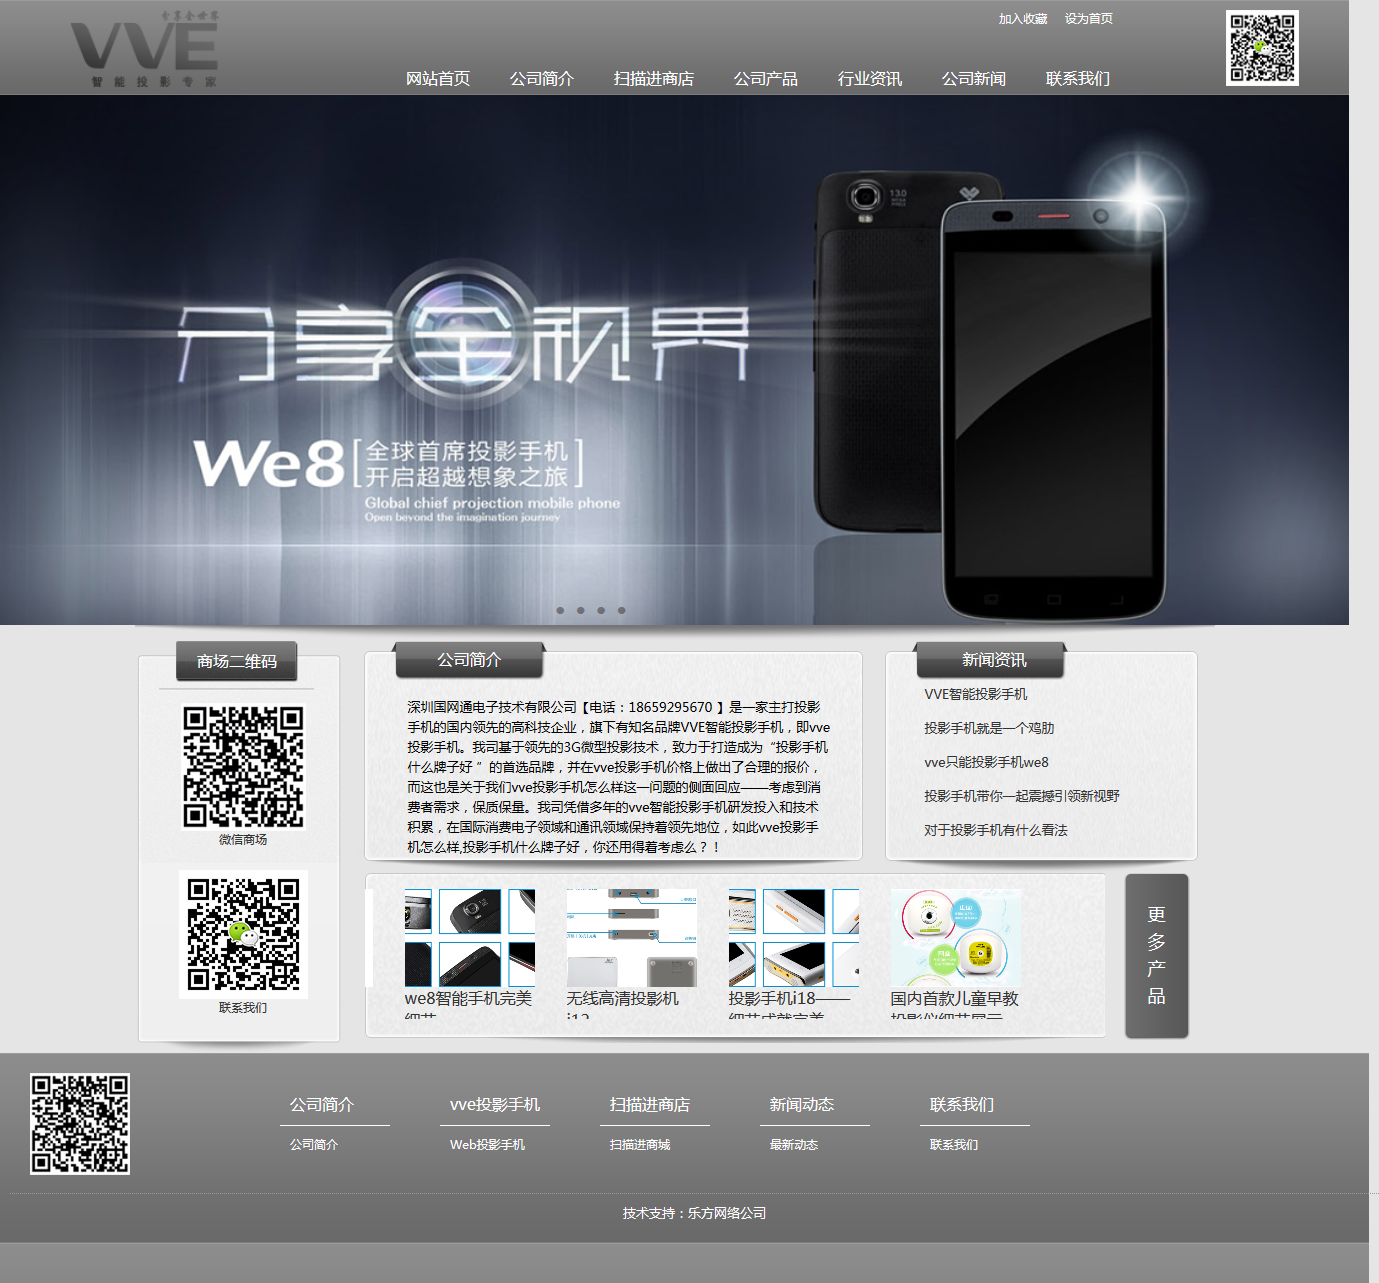 加入收藏 设为首页
分享全世界
VVE
智能投影专家
网站首页 公司简介 扫描进商店 公司产品 行业资讯 公司新闻 联系我们
13.0
分享全视界
We8
全球首席投影手机
开启超越想象之旅
Global chief projection mobile phone
Open beyond the imagination journey
商场二维码
微信商场
联系我们
公司简介
深圳国网通电子技术有限公司【电话：18659295670 】是一家主打投影
手机的国内领先的高科技企业，旗下有知名品牌VVE智能投影手机，即vve
投影手机。我司基于领先的3G微型投影技术，致力于打造成为“投影手机
什么牌子好 ”的首选品牌，并在vve投影手机价格上做出了合理的报价，
而这也是关于我们vve投影手机怎么样这一问题的侧面回应——考虑到消
费者需求，保质保量。我司凭借多年的vve智能投影手机研发投入和技术
积累，在国际消费电子领域和通讯领域保持着领先地位，如此vve投影手
机怎么样,投影手机什么牌子好，你还用得着考虑么？！
新闻资讯
VVE智能投影手机
投影手机就是一个鸡肋
vve只能投影手机we8
投影手机带你一起震撼引领新视野
对于投影手机有什么看法
we8智能手机完美
细节
无线高清投影机
i12
投影手机i18——
细节成就完美
国内首款儿童早教
投影仪细节展示
更多产品
公司简介 vve投影手机 扫描进商店 新闻动态 联系我们
公司简介 Web投影手机 扫描进商城 最新动态 联系我们
技术支持：乐方网络公司